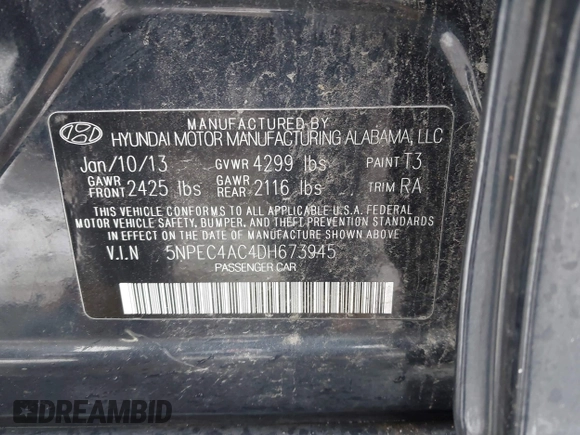 MANUFACTURED BY
HYUNDAI MOTOR MANUFACTURING ALABAMA, LLC
Jan/10/13 GVWR 4299 lbs PAINT T3
GAWR FRONT 2425 lbs GAWR REAR 2116 lbs TRIM RA
THIS VEHICLE CONFORMS TO ALL APPLICABLE U.S.A. FEDERAL
MOTOR VEHICLE SAFETY, BUMPER, AND THEFT PREVENTION STANDARDS
IN EFFECT ON THE DATE OF MANUFACTURE SHOWN ABOVE
V.I.N 5NPEC4AC4DH673945
PASSENGER CAR
DREAMBID